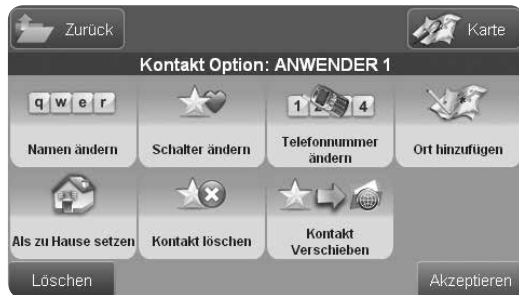 Zurück
Karte
Kontakt Option: ANWENDER 1
q w e r
Namen ändern
Schalter ändern
1 2 4
Telefonnummer
ändern
Ort hinzufügen
Als zu Hause setzen
Kontakt löschen
Kontakt
Verschieben
Löschen
Akzeptieren